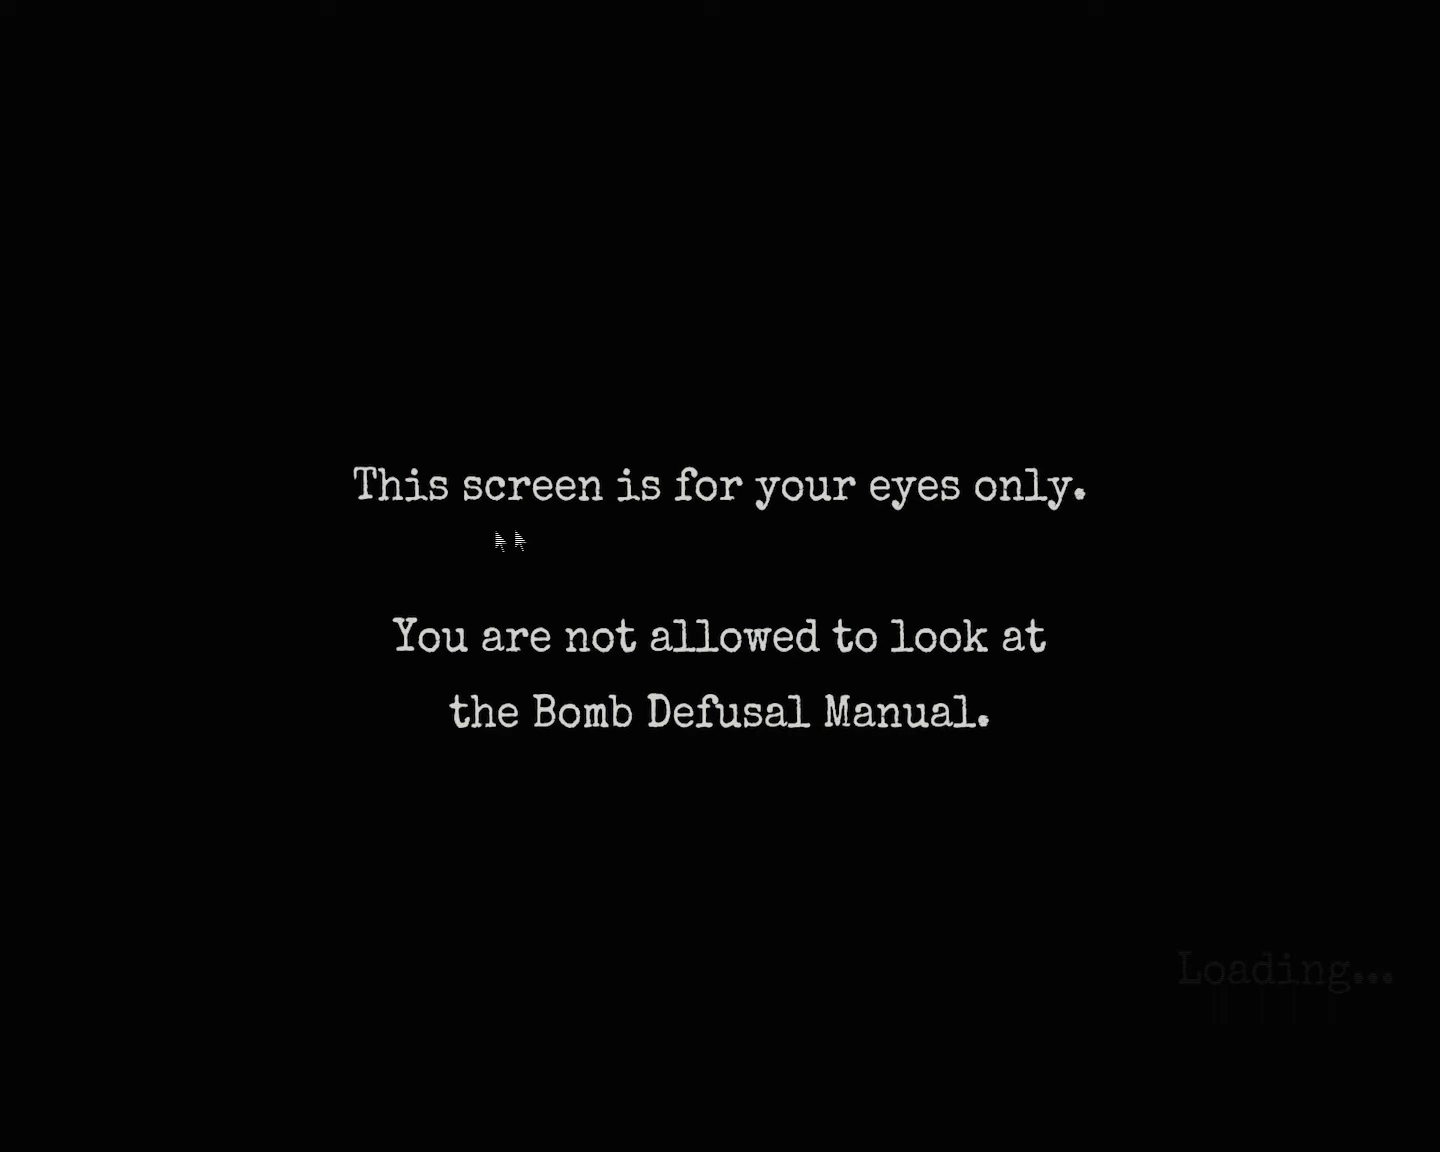 This screen is for your eyes only.
You are not allowed to look at
the Bomb Defusal Manual.
Loading...